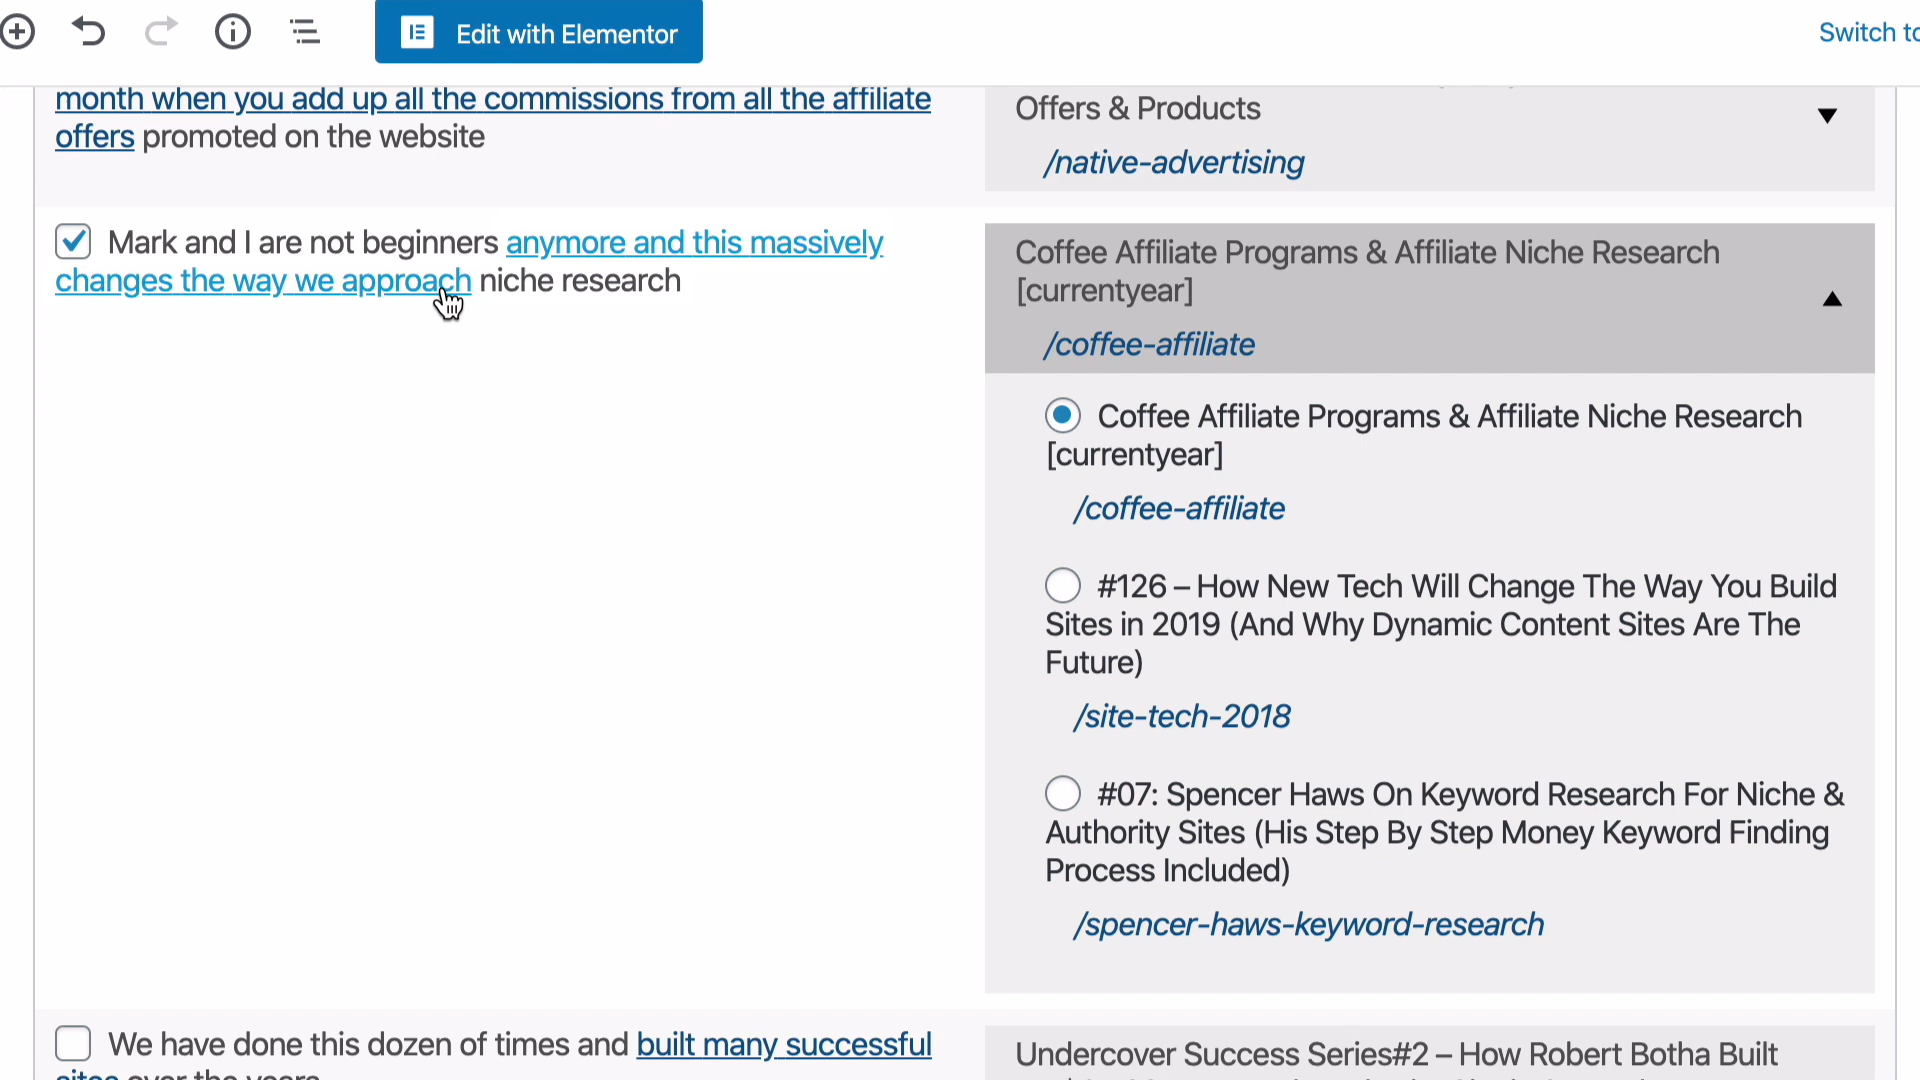 Edit with Elementor
Switch to
month when you add up all the commissions from all the affiliate
offers promoted on the website
Offers & Products
/native-advertising
Mark and I are not beginners anymore and this massively
changes the way we approach niche research
Coffee Affiliate Programs & Affiliate Niche Research
[currentyear]
/coffee-affiliate
Coffee Affiliate Programs & Affiliate Niche Research
[currentyear]
/coffee-affiliate
#126 – How New Tech Will Change The Way You Build
Sites in 2019 (And Why Dynamic Content Sites Are The
Future)
/site-tech-2018
#07: Spencer Haws On Keyword Research For Niche &
Authority Sites (His Step By Step Money Keyword Finding
Process Included)
/spencer-haws-keyword-research
We have done this dozen of times and built many successful
sites over the years
Undercover Success Series#2 – How Robert Botha Built